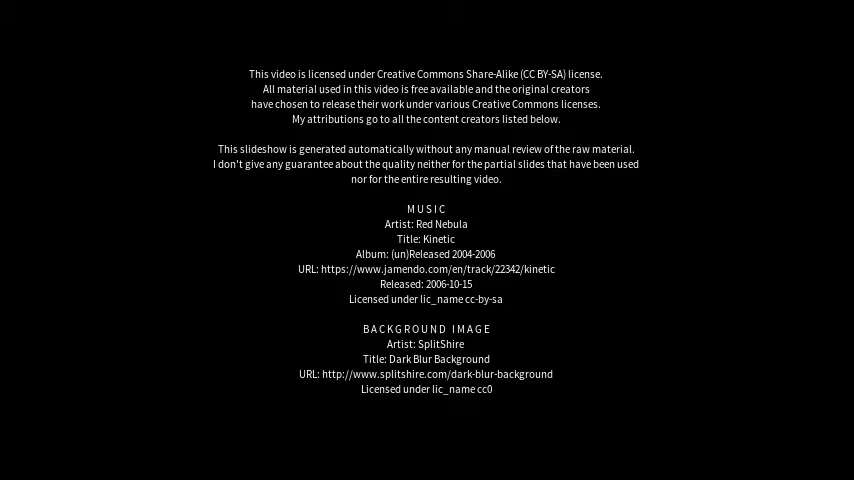 This video is licensed under Creative Commons Share-Alike (CC BY-SA) license.
All material used in this video is free available and the original creators
have chosen to release their work under various Creative Commons licenses.
My attributions go to all the content creators listed below.
This slideshow is generated automatically without any manual review of the raw material.
I don't give any guarantee about the quality neither for the partial slides that have been used
nor for the entire resulting video.
MUSIC
Artist: Red Nebula
Title: Kinetic
Album: (un)Released 2004-2006
URL: https://www.jamendo.com/en/track/22342/kinetic
Released: 2006-10-15
Licensed under lic_name cc-by-sa
BACKGROUND IMAGE
Artist: SplitShire
Title: Dark Blur Background
URL: http://www.splitshire.com/dark-blur-background
Licensed under lic_name cc0